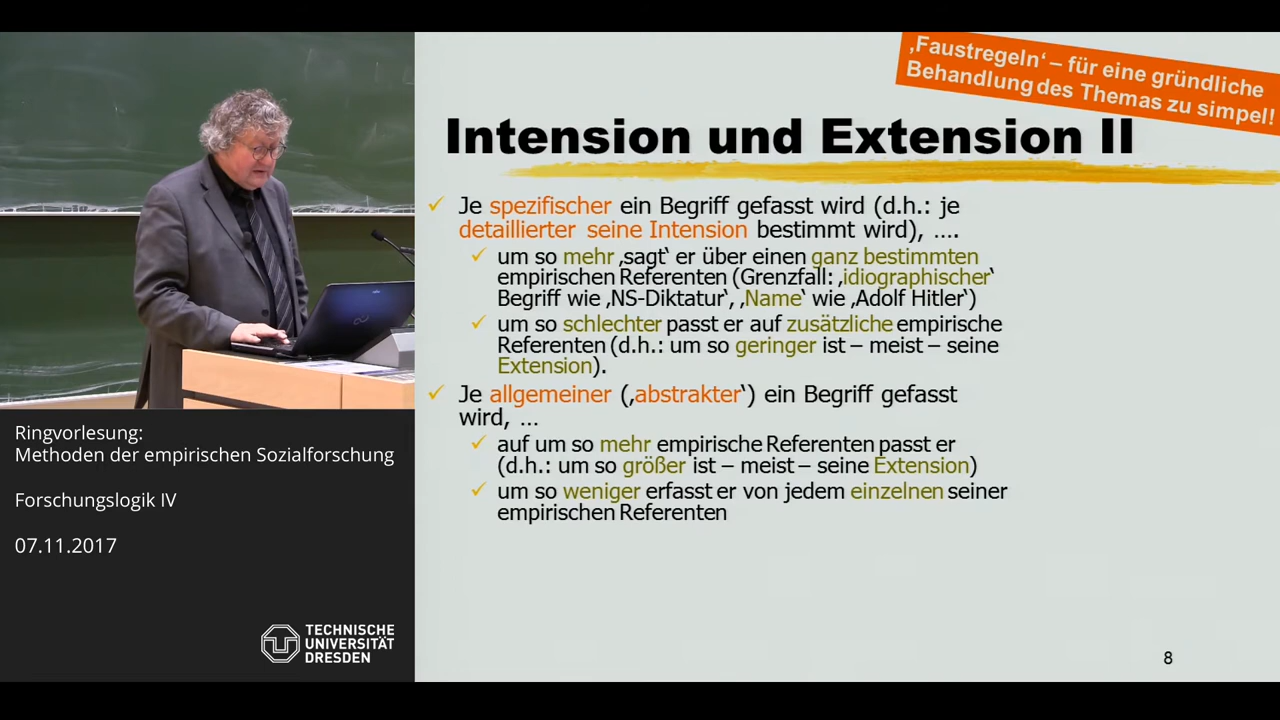 ‚Faustregeln‘ – für eine gründliche
Behandlung des Themas zu simpel!
Intension und Extension II
Je spezifischer ein Begriff gefasst wird (d.h.: je
detaillierter seine Intension bestimmt wird), ….
um so mehr ‚sagt‘ er über einen ganz bestimmten
empirischen Referenten (Grenzfall: ‚idiographischer‘
Begriff wie ‚NS-Diktatur‘, ‚Name‘ wie ‚Adolf Hitler‘)
um so schlechter passt er auf zusätzliche empirische
Referenten (d.h.: um so geringer ist – meist – seine
Extension).
Je allgemeiner (‚abstrakter‘) ein Begriff gefasst
wird, …
auf um so mehr empirische Referenten passt er
(d.h.: um so größer ist – meist – seine Extension)
um so weniger erfasst er von jedem einzelnen seiner
empirischen Referenten
8
Ringvorlesung:
Methoden der empirischen Sozialforschung
Forschungslogik IV
07.11.2017
TECHNISCHE
UNIVERSITÄT
DRESDEN